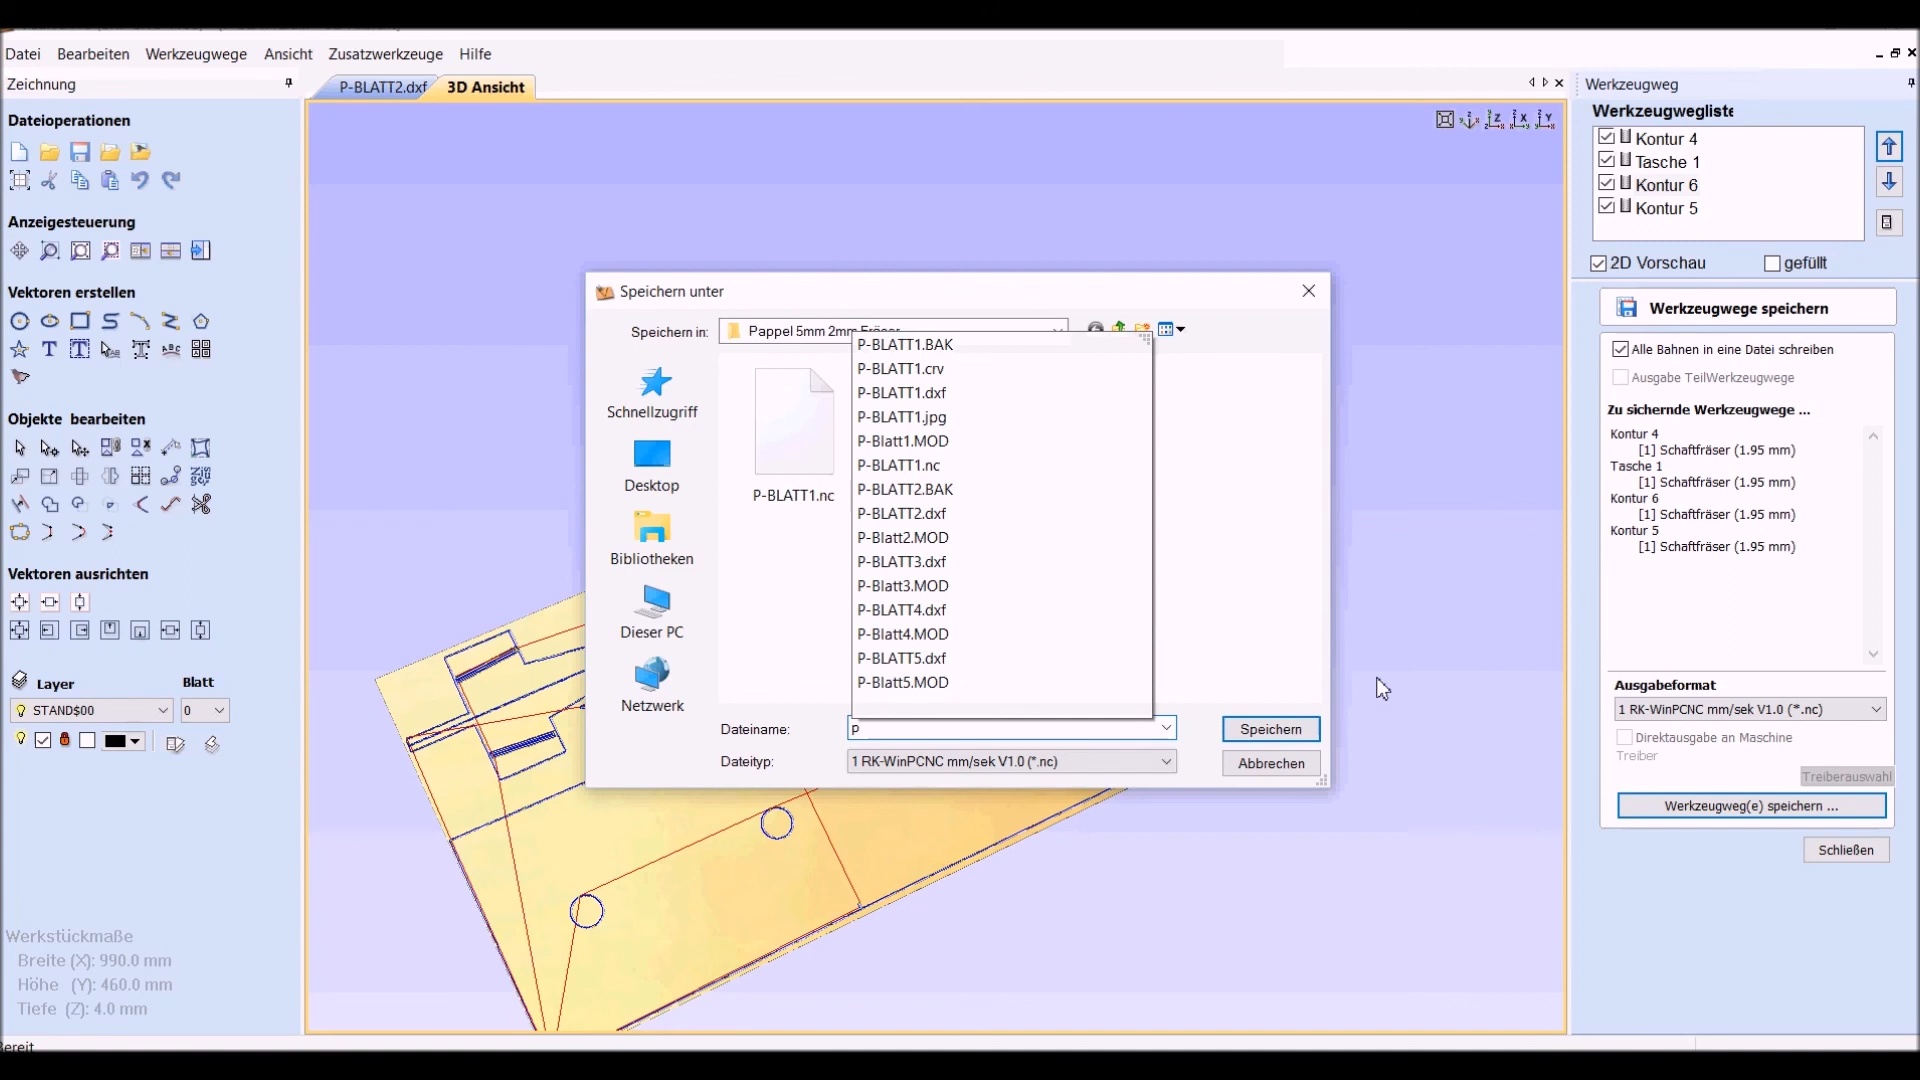 Datei Bearbeiten Werkzeugwege Ansicht Zusatzwerkzeuge Hilfe
Zeichnung
P-BLATT2.dxf
3D Ansicht
Dateioperationen
Anzeigesteuerung
Vektoren erstellen
Objekte bearbeiten
Vektoren ausrichten
Layer
Blatt
STAND$00
0
Werkstückmaße
Breite (X): 990.0 mm
Höhe (Y): 460.0 mm
Tiefe (Z): 4.0 mm
Bereit
Speichern unter
Speichern in:
Pappel 5mm 2mm Fräser
Schnellzugriff
Desktop
Bibliotheken
Dieser PC
Netzwerk
P-BLATT1.nc
P-BLATT1.BAK
P-BLATT1.crv
P-BLATT1.dxf
P-BLATT1.jpg
P-Blatt1.MOD
P-BLATT1.nc
P-BLATT2.BAK
P-BLATT2.dxf
P-Blatt2.MOD
P-BLATT3.dxf
P-Blatt3.MOD
P-BLATT4.dxf
P-Blatt4.MOD
P-BLATT5.dxf
P-Blatt5.MOD
Dateiname:
p
Speichern
Dateityp:
1 RK-WinPCNC mm/sek V1.0 (*.nc)
Abbrechen
Werkzeugweg
Werkzeugwegliste
Kontur 4
Tasche 1
Kontur 6
Kontur 5
2D Vorschau
gefüllt
Werkzeugwege speichern
Alle Bahnen in eine Datei schreiben
Ausgabe TeilWerkzeugwege
Zu sichernde Werkzeugwege ...
Kontur 4
[1] Schaftfräser (1.95 mm)
Tasche 1
[1] Schaftfräser (1.95 mm)
Kontur 6
[1] Schaftfräser (1.95 mm)
Kontur 5
[1] Schaftfräser (1.95 mm)
Ausgabeformat
1 RK-WinPCNC mm/sek V1.0 (*.nc)
Direktausgabe an Maschine
Treiber
Treiberauswahl
Werkzeugweg(e) speichern ...
Schließen